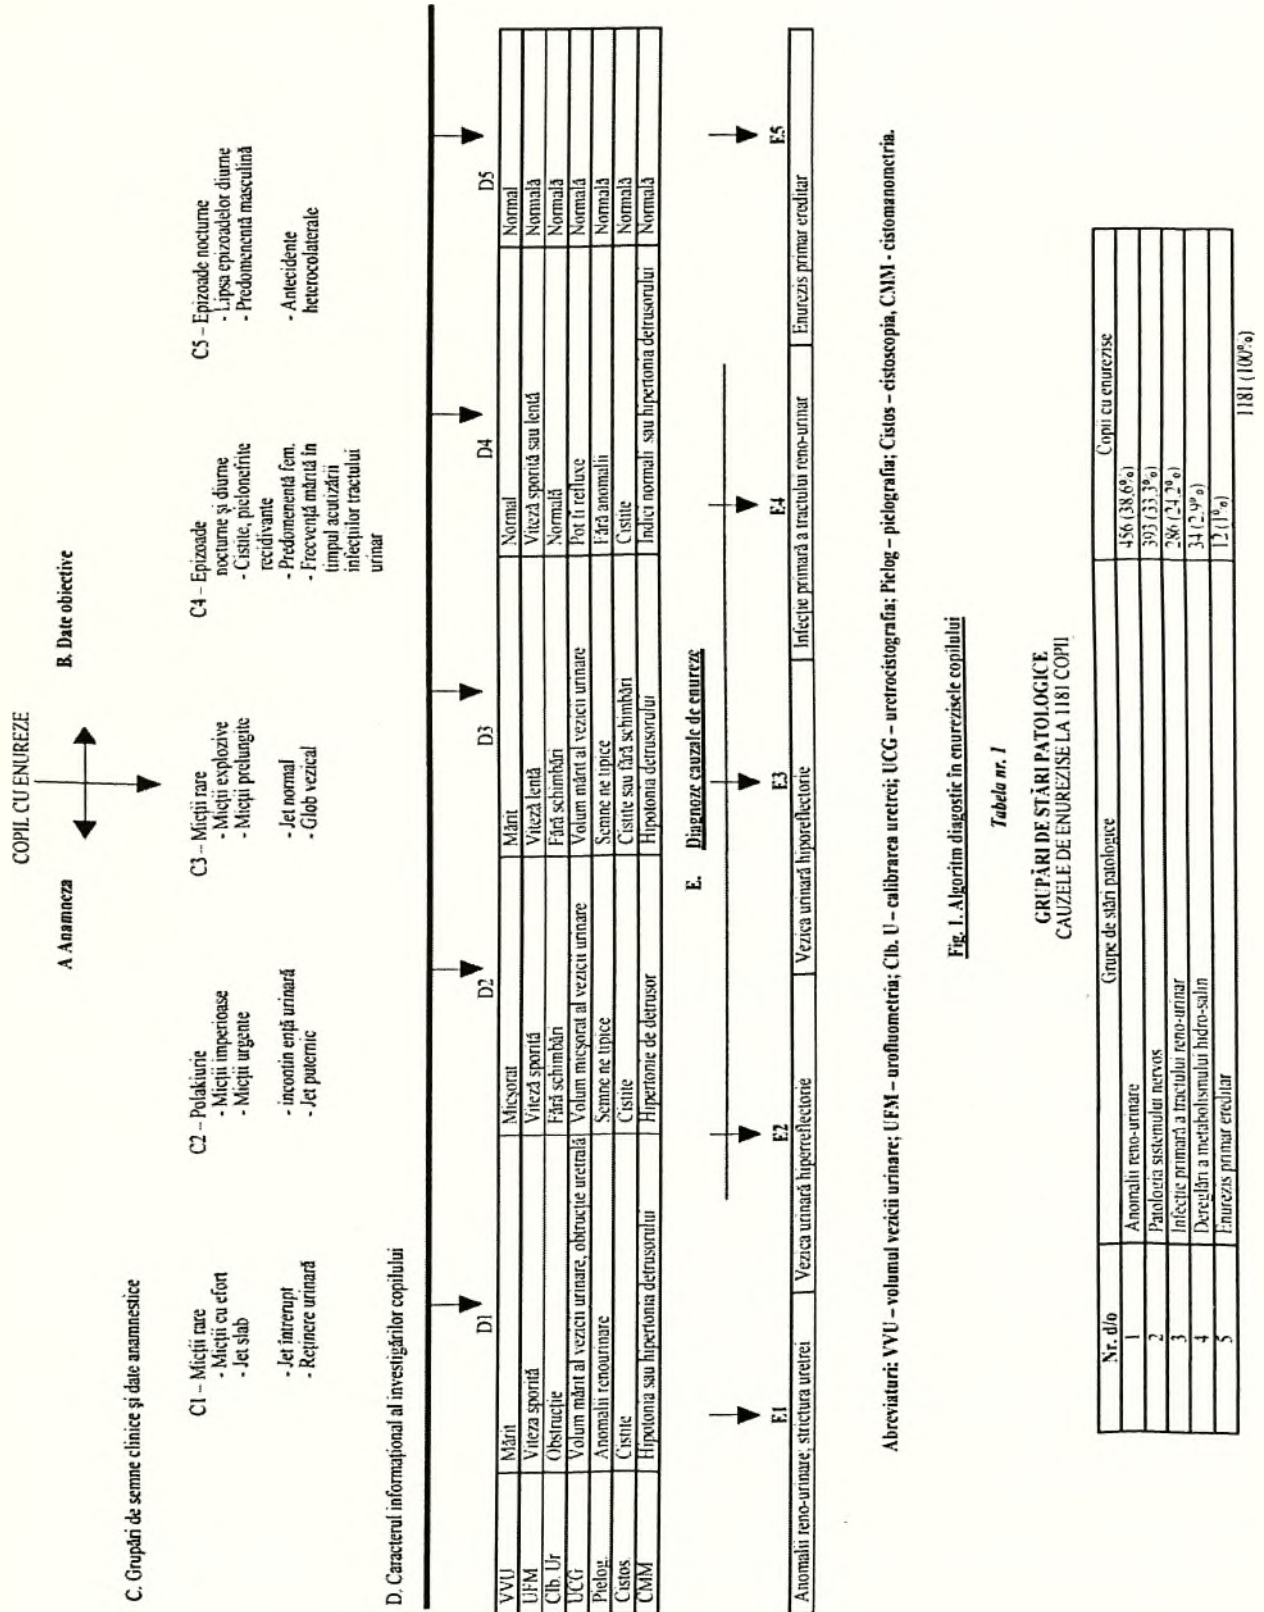 COPIL CU ENUREZE
A Anamneza
B. Date obiective
C. Grupări de semne clinice și date anamnestice
C1 – Micții rare
- Micții cu efort
- Jet slab
- Jet întrerupt
- Reținere urinară
C2 – Polakiurie
- Micții imperioase
- Micții urgente
- incontin ență urinară
- Jet puternic
C3 – Micții rare
- Micții explozive
- Micții prelungite
- Jet normal
- Glob vezical
C4 – Epizoade
nocturne și diurne
- Cistite, pielonefrite
recidivante
- Predomenentă fem.
- Frecvență mărită în
timpul acutizării
infecțiilor tractului
urinar
C5 – Epizoade nocturne
- Lipsa epizoadelor diurne
- Predomenentă masculină
- Antecidente
heterocolaterale
D. Caracterul informațional al investigărilor copilului
D1 D2 D3 D4 D5
VVU Mărit Micșorat Mărit Normal Normal
UFM Viteza sporită Viteză sporită Viteză lentă Viteză sporită sau lentă Normală
Clb. Ur Obstrucție Fără schimbări Fără schimbări Normală Normală
UCG Volum mărit al vezicii urinare, obtrucție uretrală Volum micșorat al vezicii urinare Volum mărit al vezicii urinare Pot fi refluxe Normală
Pielog. Anomalii renourinare Semne ne tipice Semne ne tipice Fără anomalii Normală
Cistos. Cistite Cistite Cistite sau fără schimbări Cistite Normală
CMM Hipotonia sau hipertonia detrusorului Hipertonie de detrusor Hipotonia detrusorului Indici normali sau hipertonia detrusorului Normală
E. Diagnoze cauzale de enureze
E1 E2 E3 E4 E5
Anomalii reno-urinare; strictura uretrei Vezica urinară hiperreflectorie Vezica urinară hiporeflectorie Infecție primară a tractului reno-urinar Enurezis primar ereditar
Abreviaturi: VVU – volumul vezicii urinare; UFM – urofluometria; Clb. U – calibrarea uretrei; UCG – uretrocistografia; Pielog – pielografia; Cistos – cistoscopia, CMM - cistomanometria.
Fig. 1. Algoritm diagostic în enurezisele copilului
Tabela nr. 1
GRUPĂRI DE STĂRI PATOLOGICE
CAUZELE DE ENUREZISE LA 1181 COPII
Nr. d/o Grupe de stări patologice Copii cu enurezise
1 Anomalii reno-urinare 456 (38,6%)
2 Patologia sistemului nervos 393 (33,3%)
3 Infecție primară a tractului reno-urinar 286 (24,2%)
4 Dereglări a metabolismului hidro-salin 34 (2,9%)
5 Enurezis primar ereditar 12 (1%)
1181 (100%)